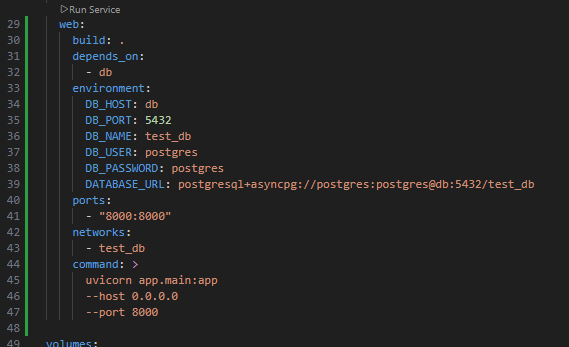 ▷Run Service
29 web:
30 build: .
31 depends_on:
32 - db
33 environment:
34 DB_HOST: db
35 DB_PORT: 5432
36 DB_NAME: test_db
37 DB_USER: postgres
38 DB_PASSWORD: postgres
39 DATABASE_URL: postgresql+asyncpg://postgres:postgres@db:5432/test_db
40 ports:
41 - "8000:8000"
42 networks:
43 - test_db
44 command: >
45 uvicorn app.main:app
46 --host 0.0.0.0
47 --port 8000
48
49 volumes: